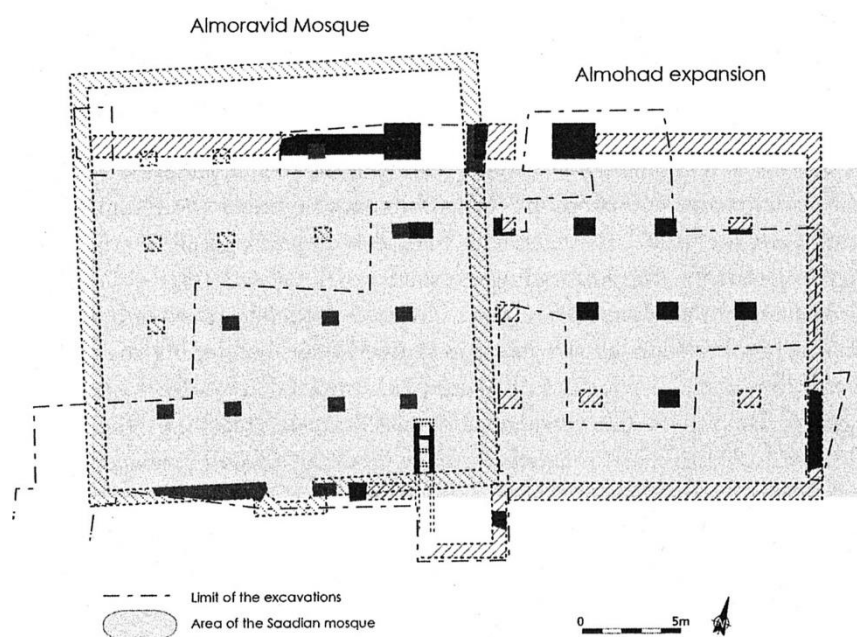 Almoravid Mosque
Almohad expansion
Limit of the excavations
Area of the Saadian mosque
0 5m